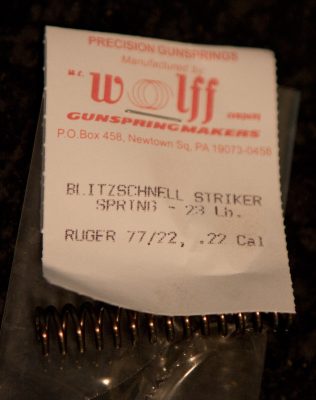 PRECISION GUNSPRINGS
Manufactured by
W.C.
wolff
company
GUNSPRINGMAKERS
P.O.Box 458, Newtown Sq, PA 19073-0458
BLITZSCHNELL STRIKER
SPRING - 23 Lb.
RUGER 77/22, .22 Cal